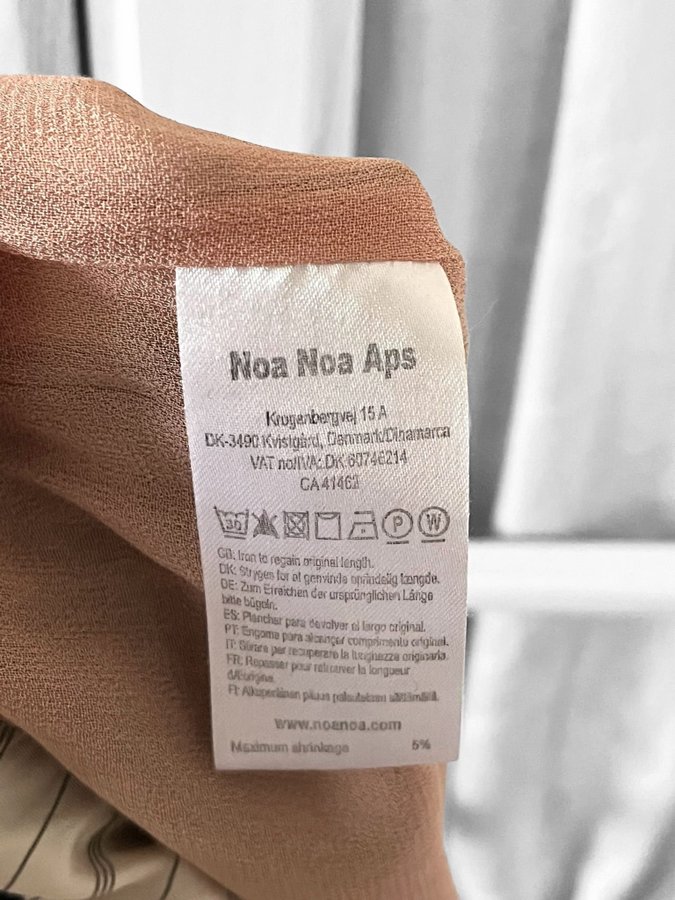 Noa Noa Aps
Krogenbergvej 15 A
DK-3490 Kvistgård, Denmark/Dinamarca
VAT no/IVA: DK 60746214
CA 41462
30 P W
GB: Iron to regain original length.
DK: Strygen for at genvinde oprindelig længde.
DE: Zum Erreichen der ursprünglichen Länge
bitte bügeln.
ES: Planchar para devolver el largo original.
PT: Engome para alcançar comprimento original.
IT: Stirare per recuperare la lunghezza originaria.
FR: Repasser pour retrouver la longueur
d'origine.
FI: Alkuperäinen pituus palautetaan silittämällä.
www.noanoa.com
Maximum shrinkage 5%